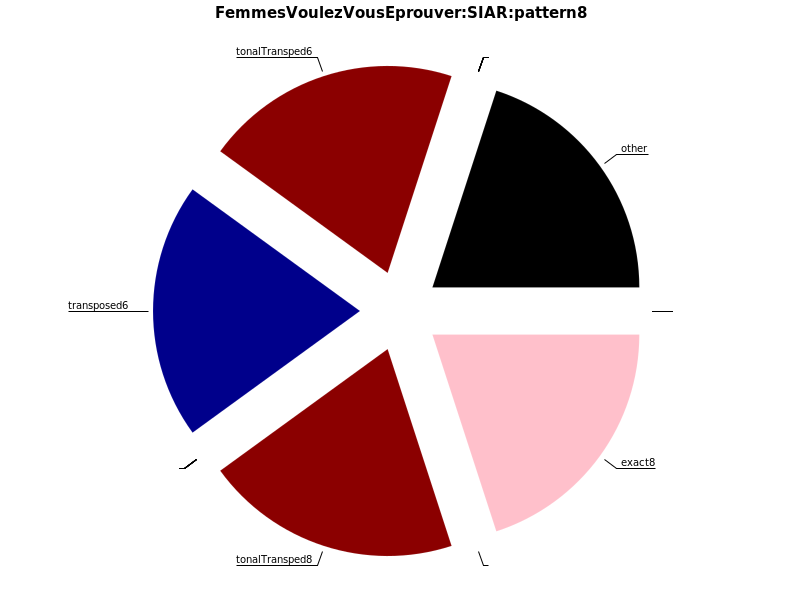 FemmesVoulezVousEprouver:SIAR:pattern8
tonalTransped6
other
transposed6
exact8
tonalTransped8